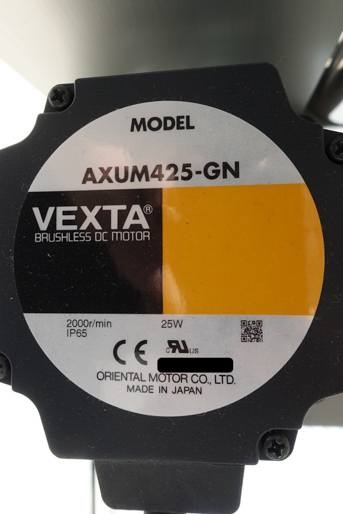 MODEL
AXUM425-GN
VEXTA®
BRUSHLESS DC MOTOR
2000r/min 25W
IP65
CE c RU US
ORIENTAL MOTOR CO., LTD.
MADE IN JAPAN